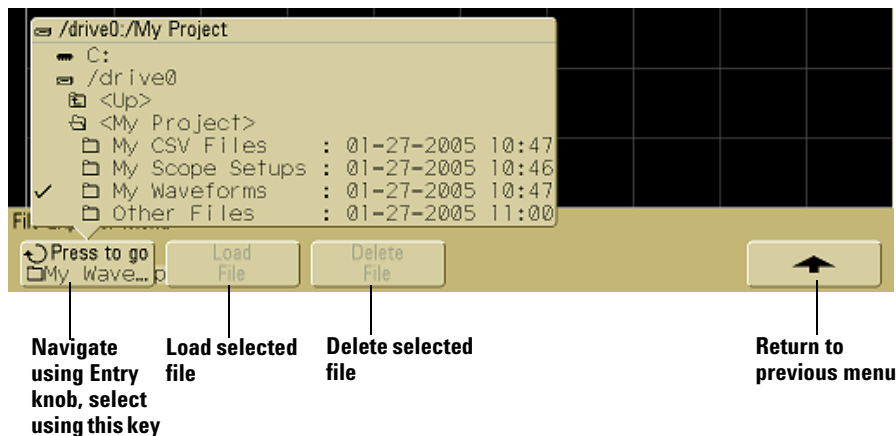 /drive0:/My Project
C:
/drive0
<Up>
<My Project>
My CSV Files : 01-27-2005 10:47
My Scope Setups : 01-27-2005 10:46
My Waveforms : 01-27-2005 10:47
Other Files : 01-27-2005 11:00
Press to go
My Wave...
Load
File
Delete
File
Navigate
using Entry
knob, select
using this key
Load selected
file
Delete selected
file
Return to
previous menu